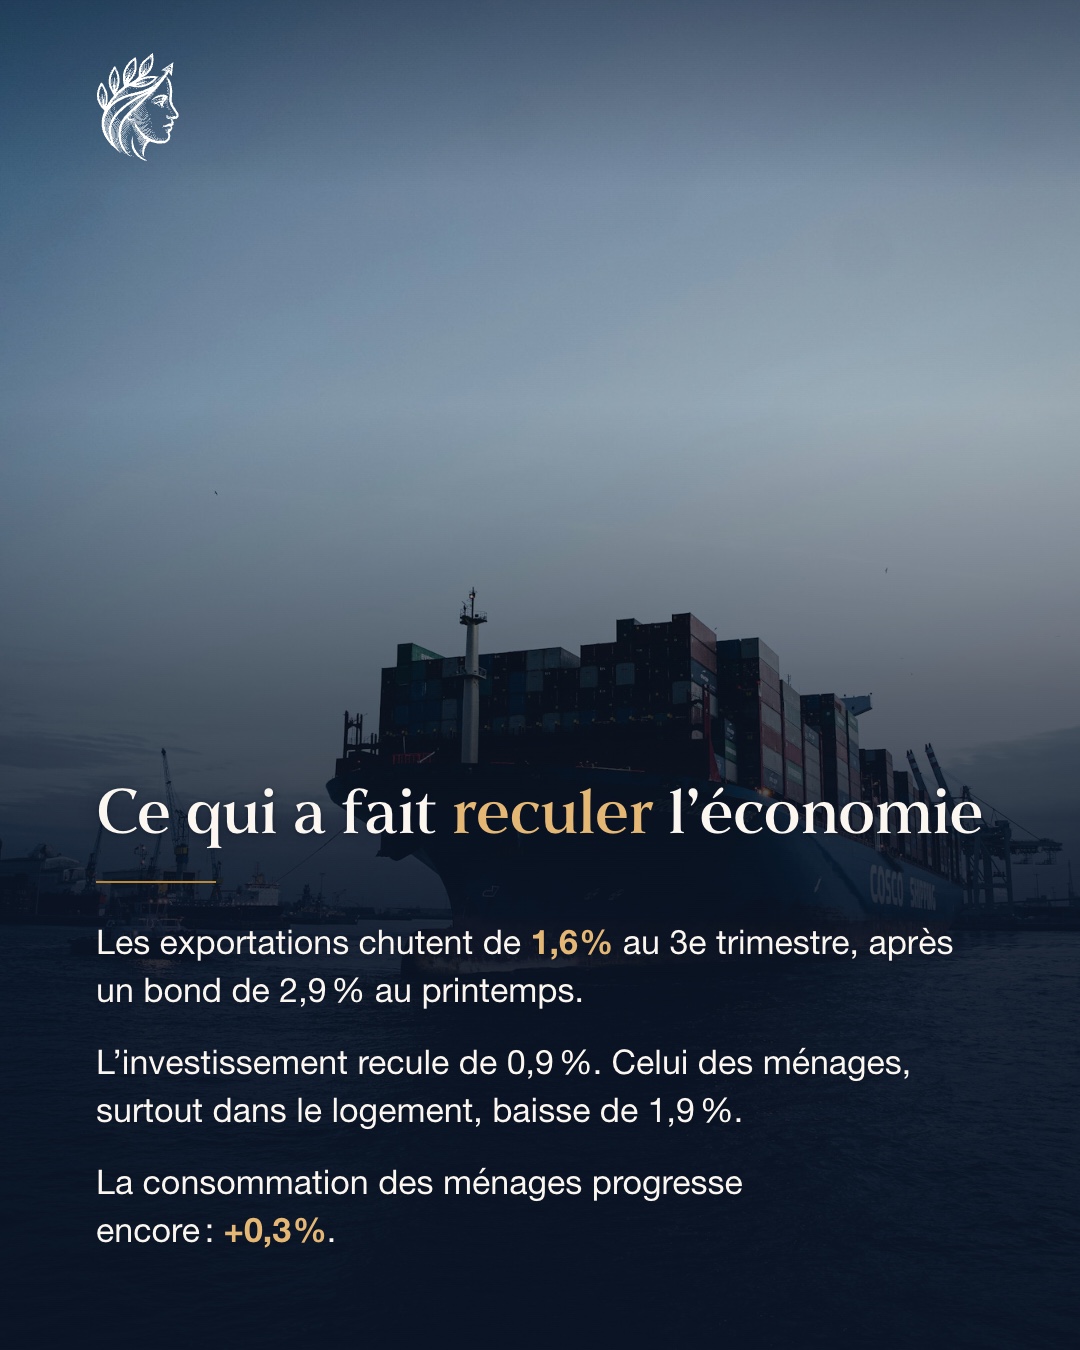 Ce qui a fait reculer l’économie
COSCO SHIPPING
Les exportations chutent de 1,6% au 3e trimestre, après
un bond de 2,9 % au printemps.
L’investissement recule de 0,9 %. Celui des ménages,
surtout dans le logement, baisse de 1,9 %.
La consommation des ménages progresse
encore : +0,3%.